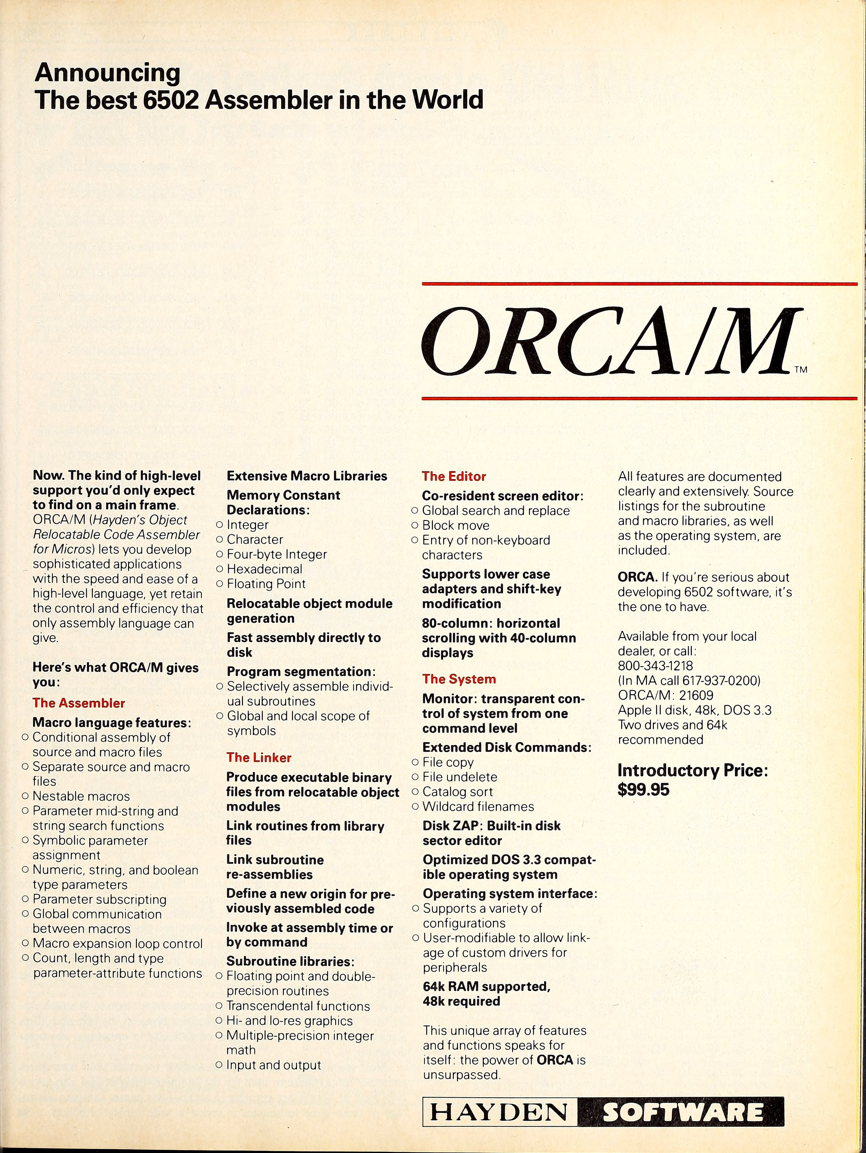 Announcing
The best 6502 Assembler in the World
ORCA/M™
Now. The kind of high-level
support you'd only expect
to find on a main frame.
ORCA/M (Hayden's Object
Relocatable Code Assembler
for Micros) lets you develop
sophisticated applications
with the speed and ease of a
high-level language, yet retain
the control and efficiency that
only assembly language can
give.
Here's what ORCA/M gives
you:
The Assembler
Macro language features:
○ Conditional assembly of
source and macro files
○ Separate source and macro
files
○ Nestable macros
○ Parameter mid-string and
string search functions
○ Symbolic parameter
assignment
○ Numeric, string, and boolean
type parameters
○ Parameter subscripting
○ Global communication
between macros
○ Macro expansion loop control
○ Count, length and type
parameter-attribute functions
Extensive Macro Libraries
Memory Constant
Declarations:
○ Integer
○ Character
○ Four-byte Integer
○ Hexadecimal
○ Floating Point
Relocatable object module
generation
Fast assembly directly to
disk
Program segmentation:
○ Selectively assemble individ-
ual subroutines
○ Global and local scope of
symbols
The Linker
Produce executable binary
files from relocatable object
modules
Link routines from library
files
Link subroutine
re-assemblies
Define a new origin for pre-
viously assembled code
Invoke at assembly time or
by command
Subroutine libraries:
○ Floating point and double-
precision routines
○ Transcendental functions
○ Hi- and lo-res graphics
○ Multiple-precision integer
math
○ Input and output
The Editor
Co-resident screen editor:
○ Global search and replace
○ Block move
○ Entry of non-keyboard
characters
Supports lower case
adapters and shift-key
modification
80-column: horizontal
scrolling with 40-column
displays
The System
Monitor: transparent con-
trol of system from one
command level
Extended Disk Commands:
○ File copy
○ File undelete
○ Catalog sort
○ Wildcard filenames
Disk ZAP: Built-in disk
sector editor
Optimized DOS 3.3 compat-
ible operating system
Operating system interface:
○ Supports a variety of
configurations
○ User-modifiable to allow link-
age of custom drivers for
peripherals
64k RAM supported,
48k required
This unique array of features
and functions speaks for
itself: the power of ORCA is
unsurpassed.
All features are documented
clearly and extensively. Source
listings for the subroutine
and macro libraries, as well
as the operating system, are
included.
ORCA. If you're serious about
developing 6502 software, it's
the one to have.
Available from your local
dealer, or call:
800-343-1218
(In MA call 617-937-0200)
ORCA/M: 21609
Apple II disk, 48k, DOS 3.3
Two drives and 64k
recommended
Introductory Price:
$99.95
HAYDEN SOFTWARE